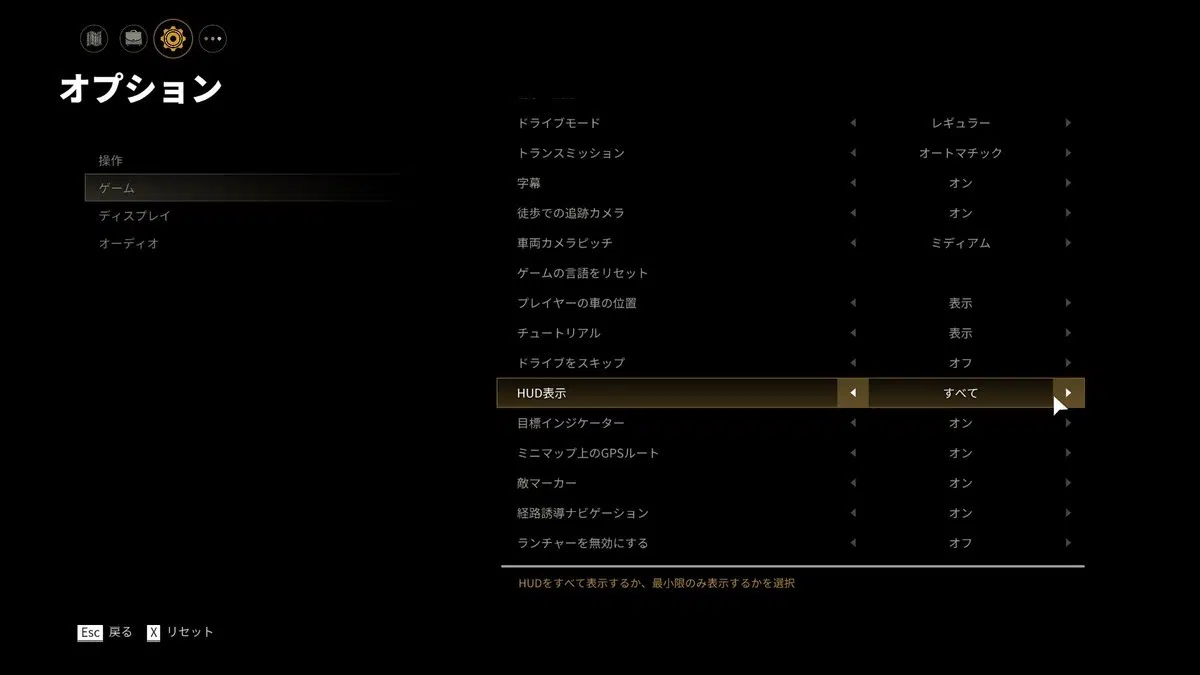 オプション
操作
ゲーム
ディスプレイ
オーディオ
ドライブモード レギュラー
トランスミッション オートマチック
字幕 オン
徒歩での追跡カメラ オン
車両カメラピッチ ミディアム
ゲームの言語をリセット
プレイヤーの車の位置 表示
チュートリアル 表示
ドライブをスキップ オフ
HUD表示 すべて
目標インジケーター オン
ミニマップ上のGPSルート オン
敵マーカー オン
経路誘導ナビゲーション オン
ランチャーを無効にする オフ
HUDをすべて表示するか、最小限のみ表示するかを選択
Esc 戻る X リセット